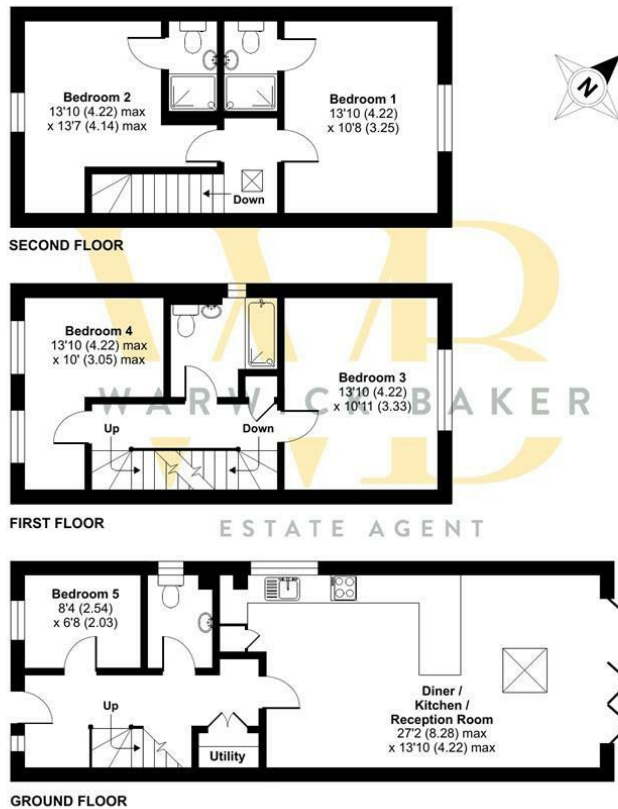 Bedroom 2
13'10 (4.22) max
x 13'7 (4.14) max
Bedroom 1
13'10 (4.22)
x 10'8 (3.25)
N
Down
SECOND FLOOR
WB
Bedroom 4
13'10 (4.22) max
x 10' (3.05) max
Bedroom 3
13'10 (4.22)
x 10'11 (3.33)
WARWICK BAKER
Up
Down
FIRST FLOOR
ESTATE AGENT
Bedroom 5
8'4 (2.54)
x 6'8 (2.03)
Up
Utility
Diner /
Kitchen /
Reception Room
27'2 (8.28) max
x 13'10 (4.22) max
GROUND FLOOR